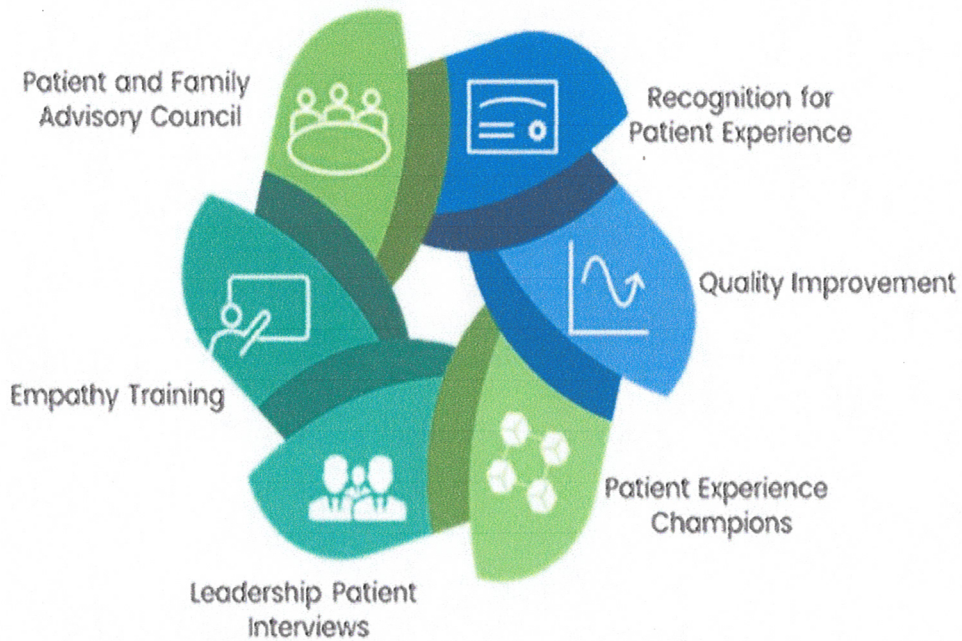 Patient and Family
Advisory Council
Recognition for
Patient Experience
Quality Improvement
Patient Experience
Champions
Leadership Patient
Interviews
Empathy Training